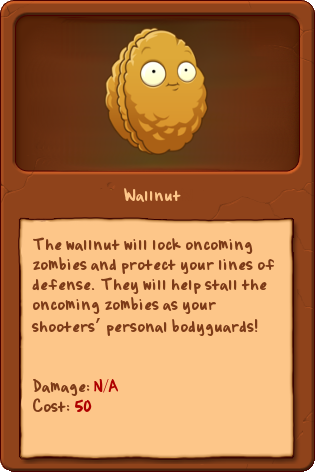 Wallnut
The wallnut will lock oncoming
zombies and protect your lines of
defense. They will help stall the
oncoming zombies as your
shooters' personal bodyguards!
Damage: N/A
Cost: 50